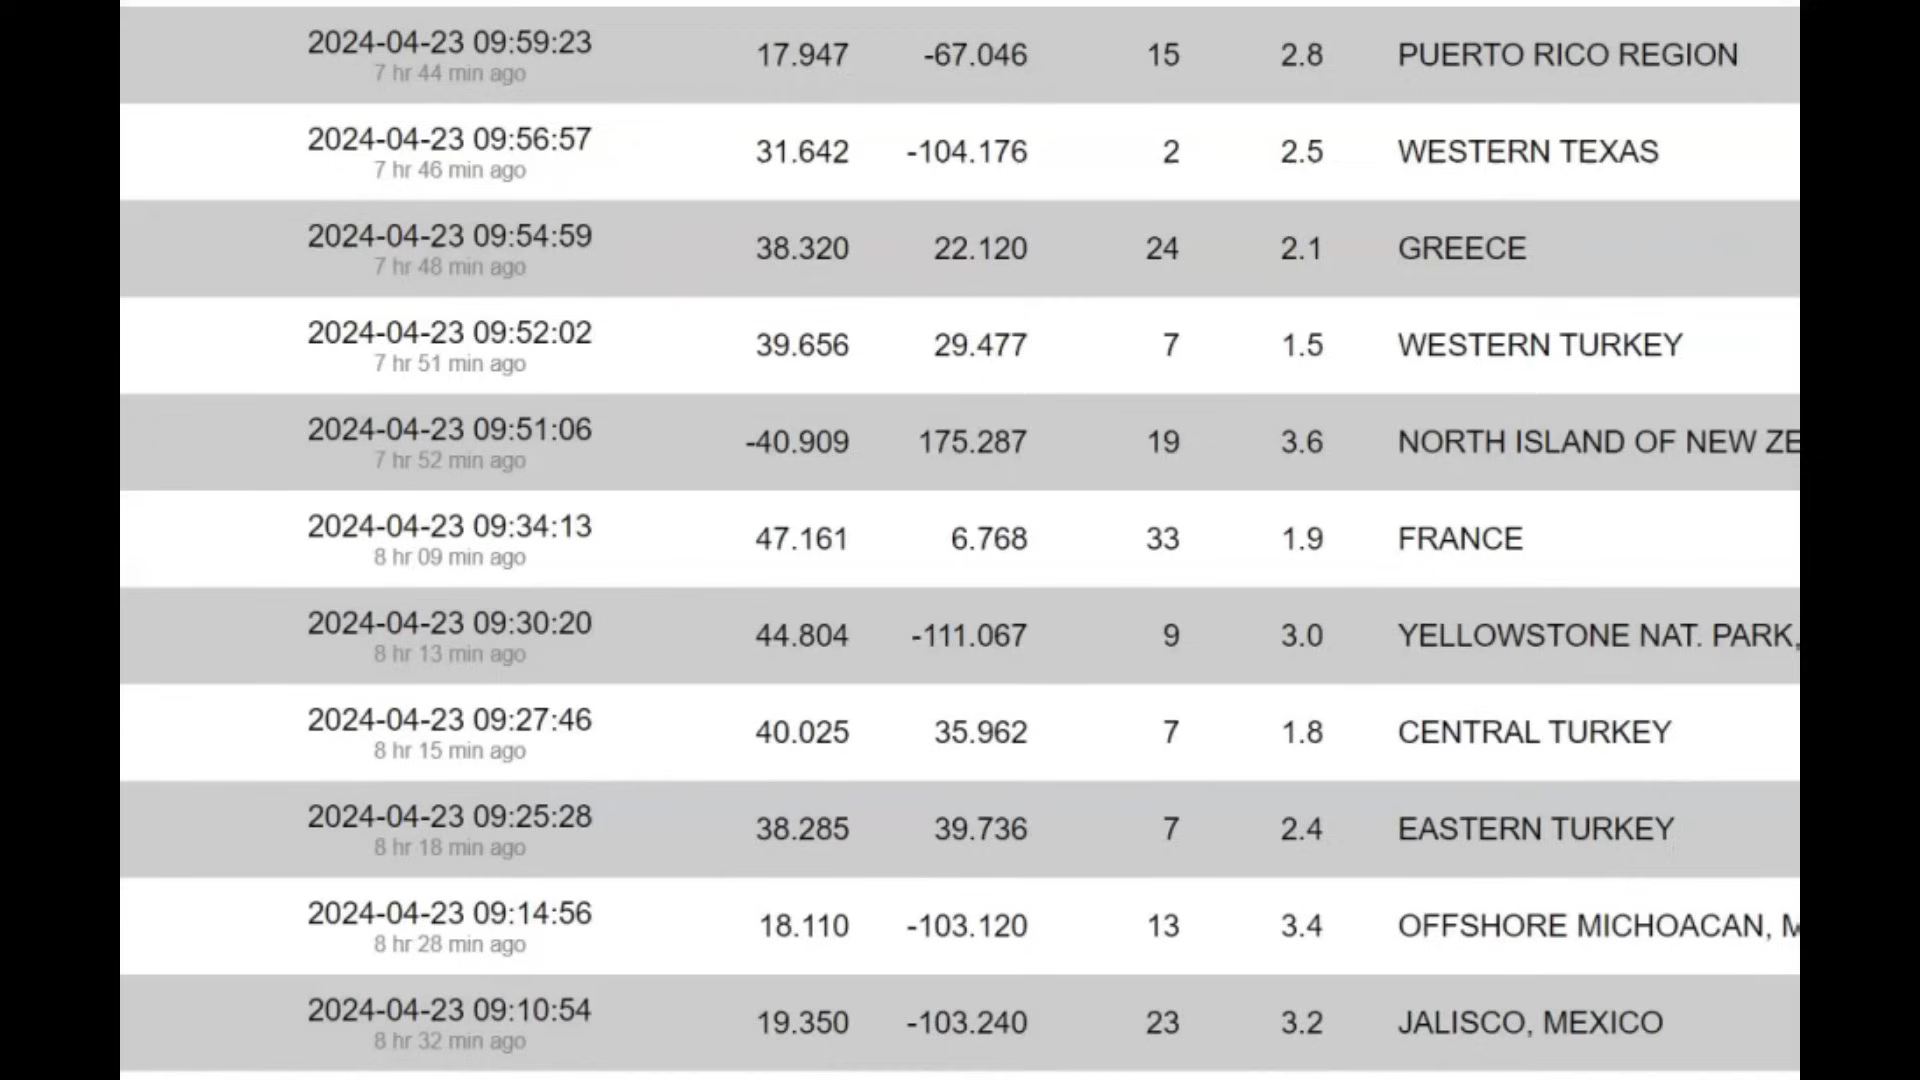 2024-04-23 09:59:23 17.947 -67.046 15 2.8 PUERTO RICO REGION
7 hr 44 min ago
2024-04-23 09:56:57 31.642 -104.176 2 2.5 WESTERN TEXAS
7 hr 46 min ago
2024-04-23 09:54:59 38.320 22.120 24 2.1 GREECE
7 hr 48 min ago
2024-04-23 09:52:02 39.656 29.477 7 1.5 WESTERN TURKEY
7 hr 51 min ago
2024-04-23 09:51:06 -40.909 175.287 19 3.6 NORTH ISLAND OF NEW ZE
7 hr 52 min ago
2024-04-23 09:34:13 47.161 6.768 33 1.9 FRANCE
8 hr 09 min ago
2024-04-23 09:30:20 44.804 -111.067 9 3.0 YELLOWSTONE NAT. PARK,
8 hr 13 min ago
2024-04-23 09:27:46 40.025 35.962 7 1.8 CENTRAL TURKEY
8 hr 15 min ago
2024-04-23 09:25:28 38.285 39.736 7 2.4 EASTERN TURKEY
8 hr 18 min ago
2024-04-23 09:14:56 18.110 -103.120 13 3.4 OFFSHORE MICHOACAN, M
8 hr 28 min ago
2024-04-23 09:10:54 19.350 -103.240 23 3.2 JALISCO, MEXICO
8 hr 32 min ago